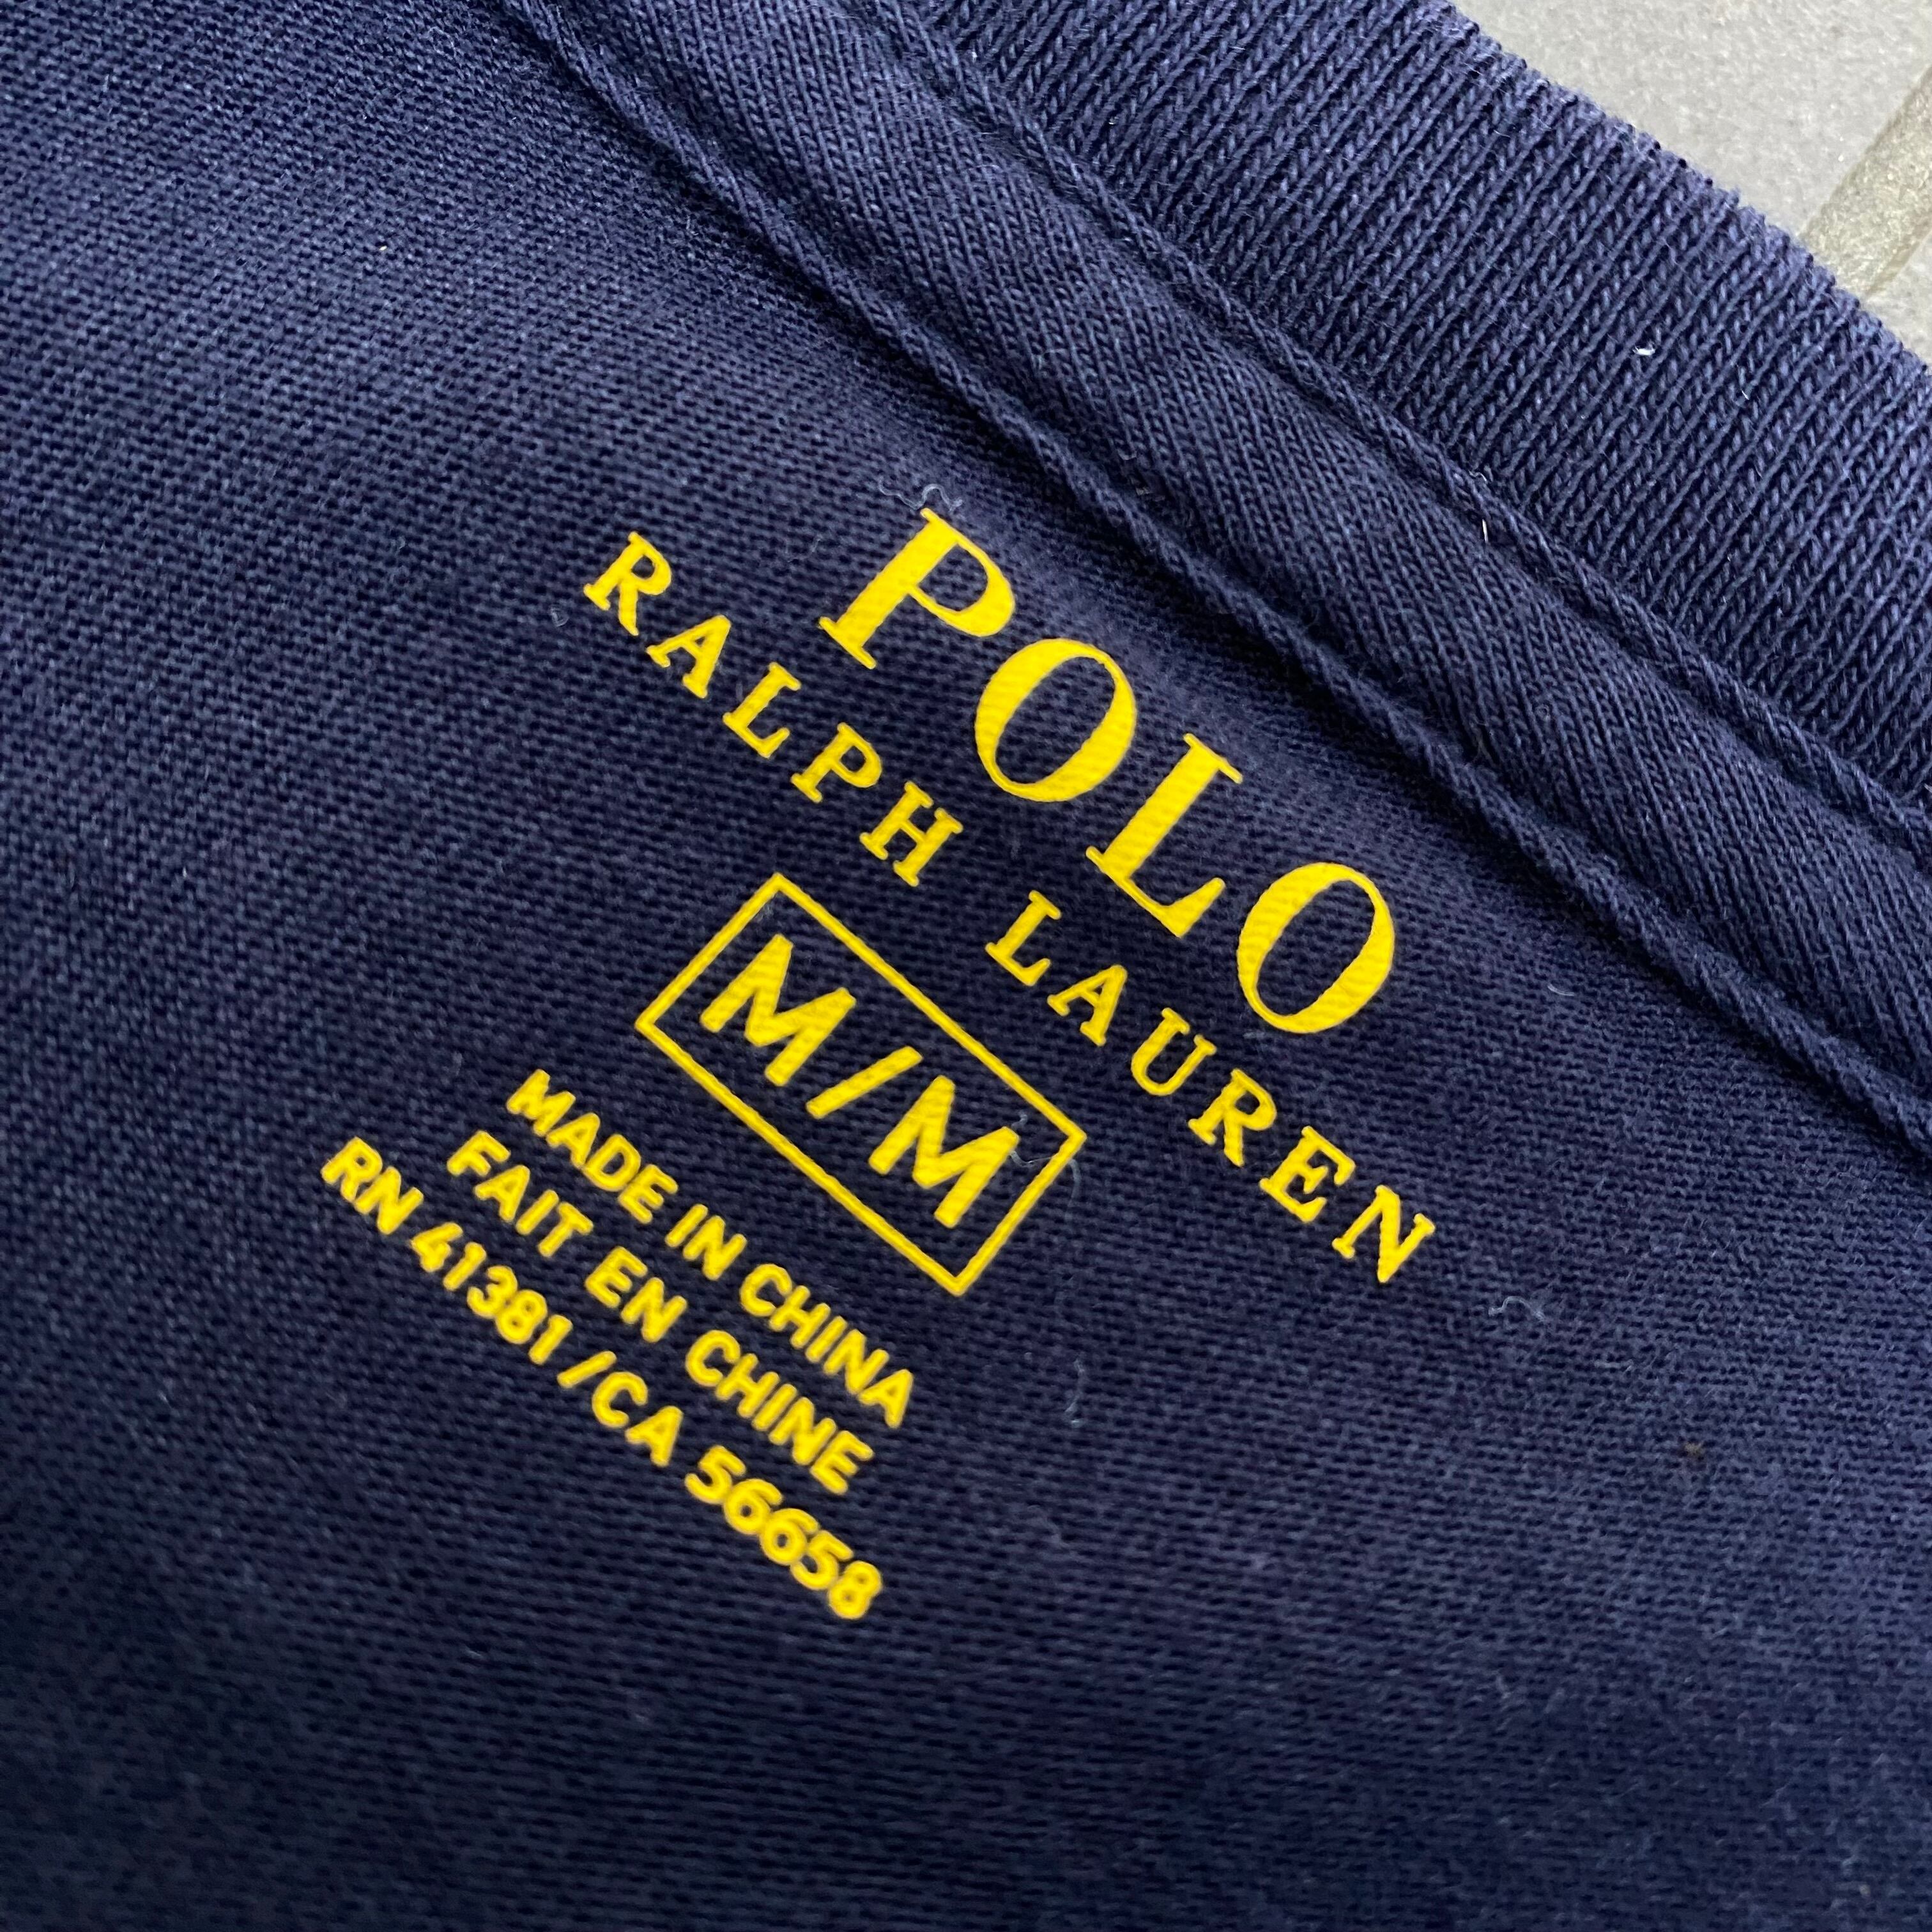 POLO
RALPH LAUREN
M/M
MADE IN CHINA
FAIT EN CHINE
RN 41381 /CA 56658